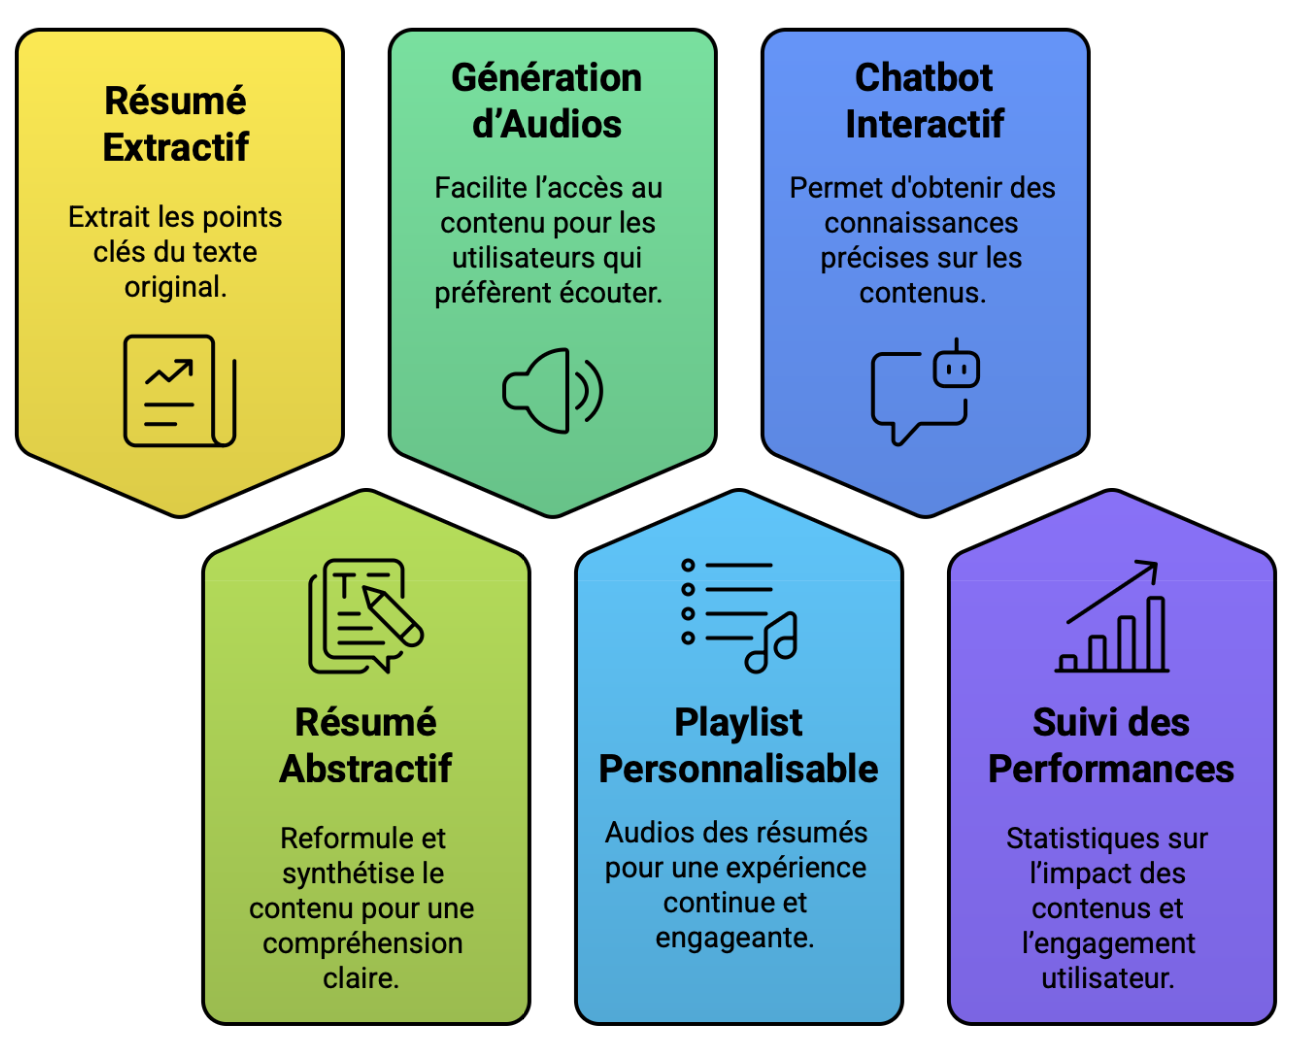 Résumé
Extractif
Extrait les points
clés du texte
original.
Génération
d’Audios
Facilite l’accès au
contenu pour les
utilisateurs qui
préfèrent écouter.
Chatbot
Interactif
Permet d'obtenir des
connaissances
précises sur les
contenus.
T
Résumé
Abstractif
Reformule et
synthétise le
contenu pour une
compréhension
claire.
Playlist
Personnalisable
Audios des résumés
pour une expérience
continue et
engageante.
Suivi des
Performances
Statistiques sur
l’impact des
contenus et
l’engagement
utilisateur.